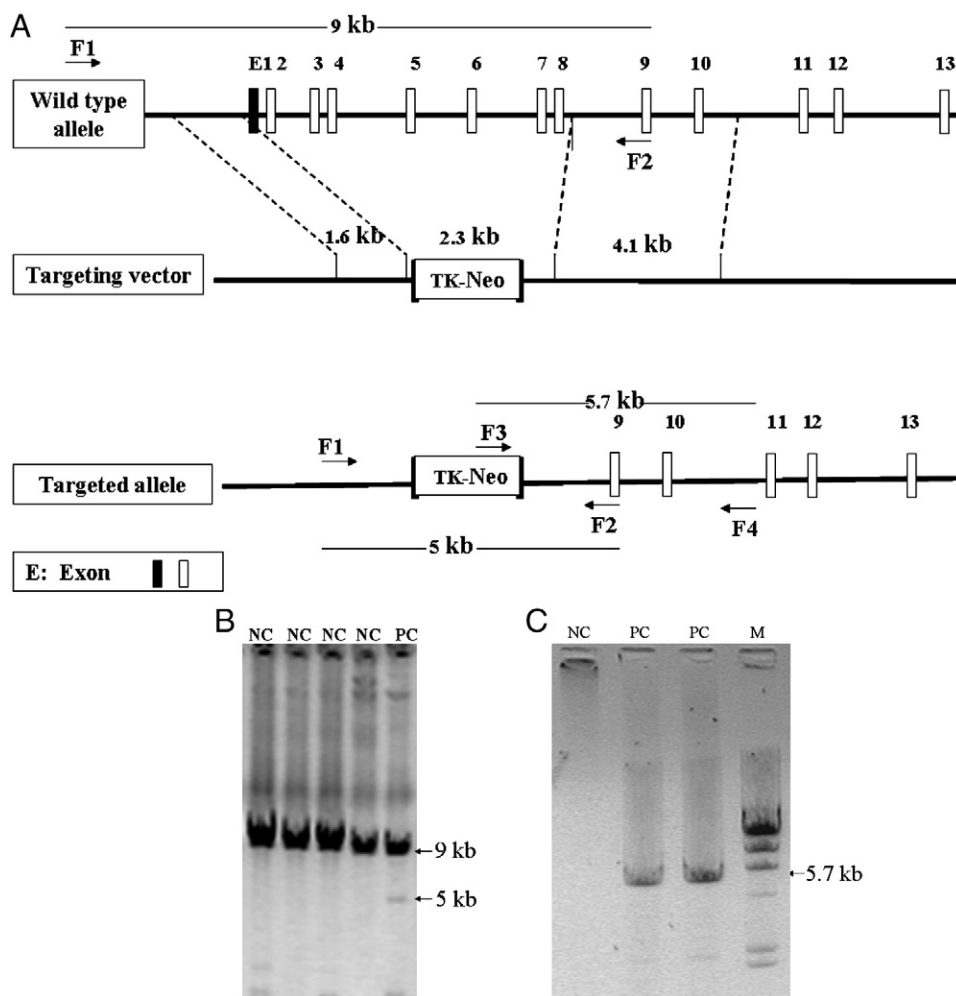 A
9 kb
F1
E1 2 3 4 5 6 7 8 9 10 11 12 13
Wild type
allele
F2
1.6 kb 2.3 kb 4.1 kb
Targeting vector
TK-Neo
5.7 kb
F1 F3 9 10 11 12 13
Targeted allele
TK-Neo
F2 F4
5 kb
E: Exon
B
NC NC NC NC PC
9 kb
5 kb
C
NC PC PC M
5.7 kb